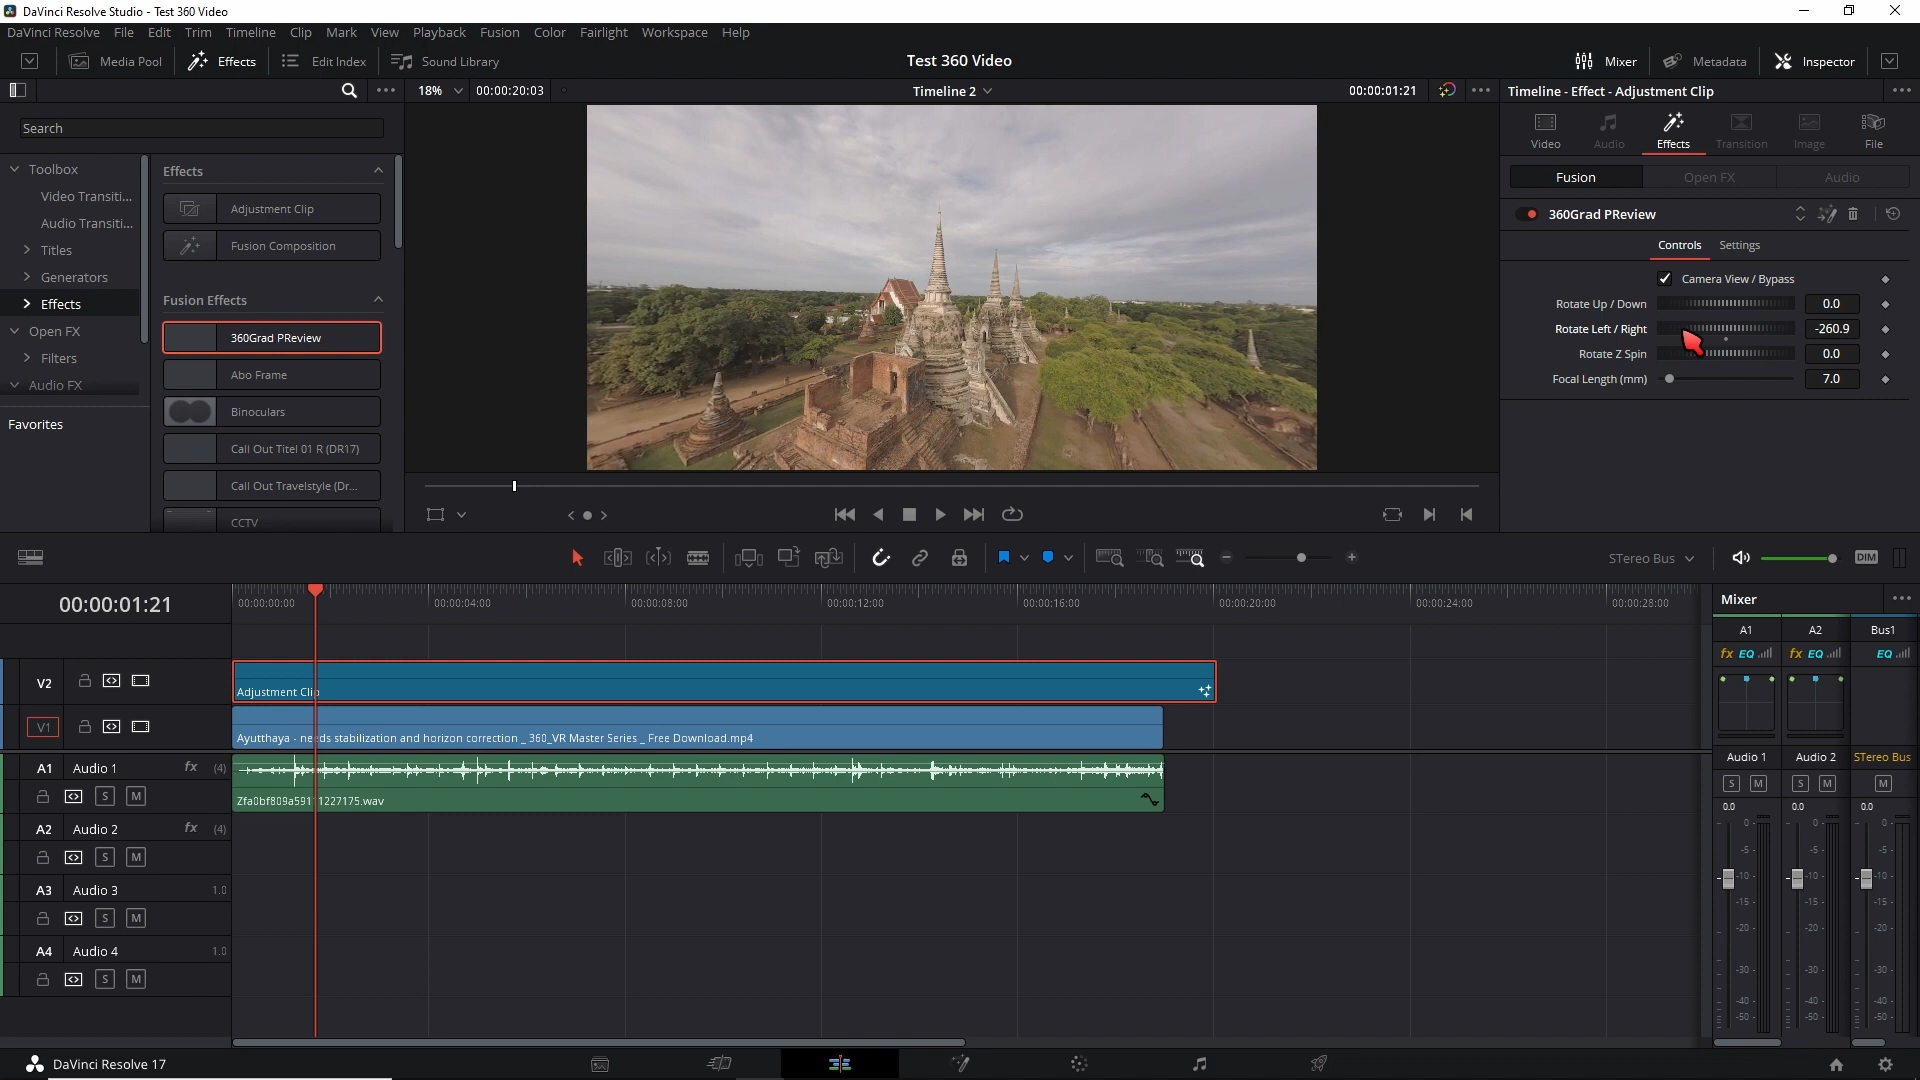 DaVinci Resolve Studio - Test 360 Video
DaVinci Resolve File Edit Trim Timeline Clip Mark View Playback Fusion Color Fairlight Workspace Help
Media Pool Effects Edit Index Sound Library Test 360 Video Mixer Metadata Inspector
18% 00:00:20:03 Timeline 2 00:00:01:21 Timeline - Effect - Adjustment Clip
Search
Toolbox
Video Transiti...
Audio Transiti...
Titles
Generators
Effects
Open FX
Filters
Audio FX
Favorites
Effects
Adjustment Clip
Fusion Composition
Fusion Effects
360Grad PReview
Abo Frame
Binoculars
Call Out Titel 01 R (DR17)
Call Out Travelstyle (Dr...
CCTV
Video Audio Effects Transition Image File
Fusion Open FX Audio
360Grad PReview
Controls Settings
Camera View / Bypass
Rotate Up / Down 0.0
Rotate Left / Right -260.9
Rotate Z Spin 0.0
Focal Length (mm) 7.0
STereo Bus DIM
00:00:01:21
00:00:00:00 00:00:04:00 00:00:08:00 00:00:12:00 00:00:16:00 00:00:20:00 00:00:24:00 00:00:28:00
V2
Adjustment Clip
V1
Ayutthaya - needs stabilization and horizon correction _ 360_VR Master Series _ Free Download.mp4
A1 Audio 1 fx (4)
S M
A2 Audio 2 fx (4)
S M
A3 Audio 3 1.0
S M
A4 Audio 4 1.0
S M
Mixer
A1 A2 Bus1
fx EQ fx EQ EQ
Audio 1 Audio 2 STereo Bus
S M S M M
0.0 0.0 0.0
0- 0- 0-
-5- -5- -5-
-10- -10- -10-
-15- -15- -15-
-20- -20- -20-
-30- -30- -30-
-40- -40- -40-
-50- -50- -50-
DaVinci Resolve 17